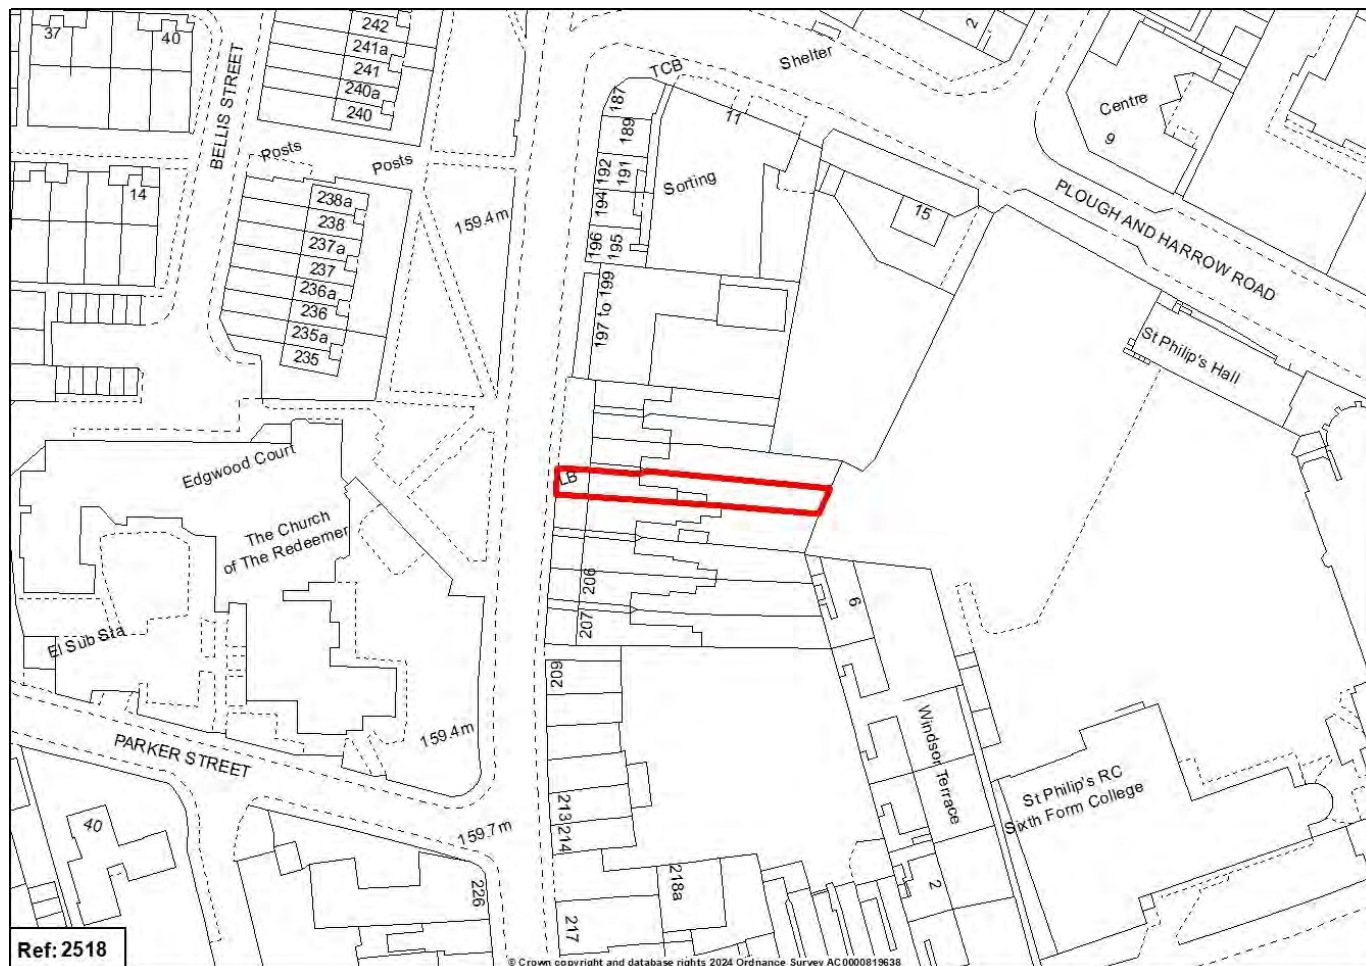 242
37
40
241a
2
241
Shelter
TCB
240a
240
187
11
Centre
9
BELLIS STREET
Posts
Posts
189
192
191
Sorting
14
238a
194
15
PLOUGH AND HARROW ROAD
238
159.4m
196
195
237a
237
236a
236
235a
235
197 to 199
St Philip's Hall
Edgwood Court
LB
The Church
of The Redeemer
206
6
207
El Sub Sta
602
Windsor Terrace
PARKER STREET
159.4m
St Philip's RC
Sixth Form College
213
214
40
159.7m
226
218a
2
217
Ref: 2518
© Crown copyright and database rights 2024 Ordnance Survey AC0000819638